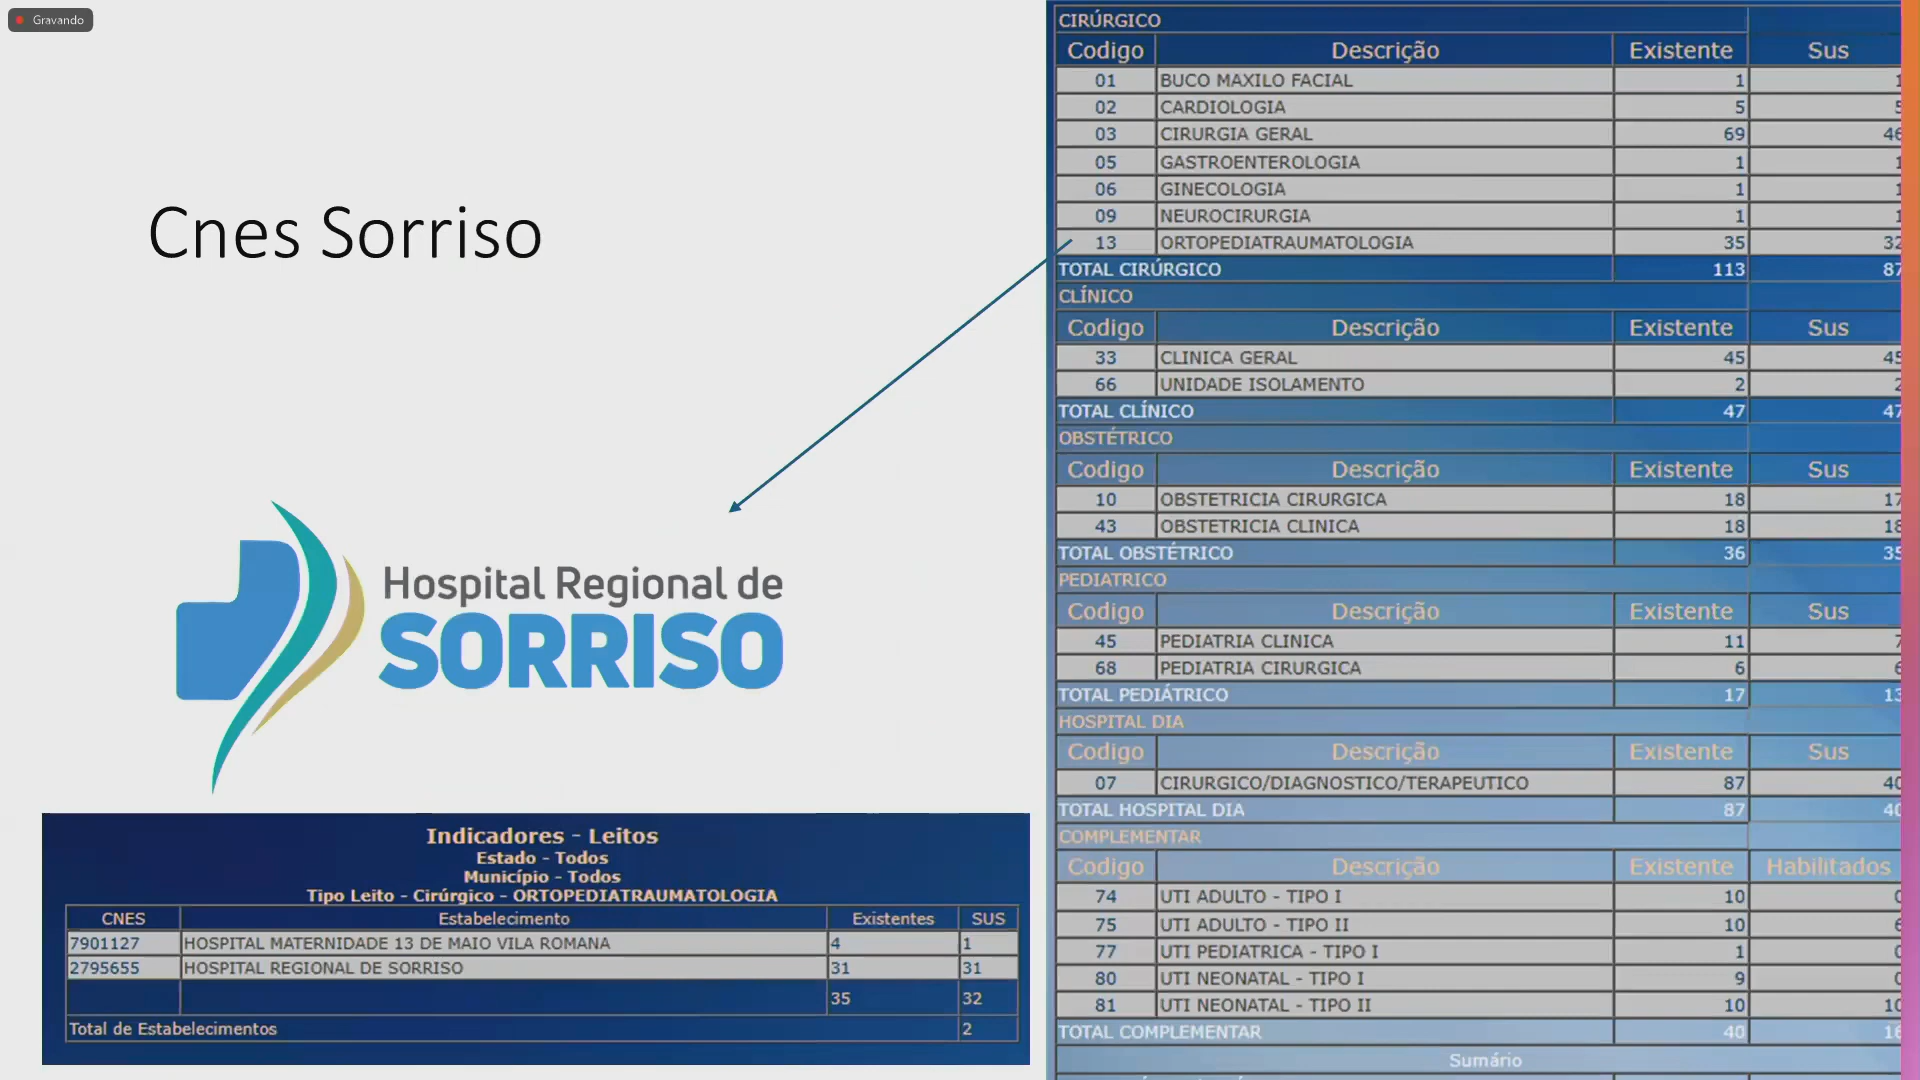 Gravando
Cnes Sorriso
Hospital Regional de
SORRISO
Indicadores - Leitos
Estado - Todos
Município - Todos
Tipo Leito - Cirúrgico - ORTOPEDIATRAUMATOLOGIA
CNES Estabelecimento Existentes SUS
7901127 HOSPITAL MATERNIDADE 13 DE MAIO VILA ROMANA 4 1
2795655 HOSPITAL REGIONAL DE SORRISO 31 31
35 32
Total de Estabelecimentos 2
CIRÚRGICO
Codigo Descrição Existente Sus
01 BUCO MAXILO FACIAL 1 1
02 CARDIOLOGIA 5 5
03 CIRURGIA GERAL 69 46
05 GASTROENTEROLOGIA 1 1
06 GINECOLOGIA 1 1
09 NEUROCIRURGIA 1 1
13 ORTOPEDIATRAUMATOLOGIA 35 32
TOTAL CIRÚRGICO 113 87
CLÍNICO
Codigo Descrição Existente Sus
33 CLINICA GERAL 45 45
66 UNIDADE ISOLAMENTO 2 2
TOTAL CLÍNICO 47 47
OBSTÉTRICO
Codigo Descrição Existente Sus
10 OBSTETRICIA CIRURGICA 18 17
43 OBSTETRICIA CLINICA 18 18
TOTAL OBSTÉTRICO 36 35
PEDIATRICO
Codigo Descrição Existente Sus
45 PEDIATRIA CLINICA 11 7
68 PEDIATRIA CIRURGICA 6 6
TOTAL PEDIÁTRICO 17 13
HOSPITAL DIA
Codigo Descrição Existente Sus
07 CIRURGICO/DIAGNOSTICO/TERAPEUTICO 87 40
TOTAL HOSPITAL DIA 87 40
COMPLEMENTAR
Codigo Descrição Existente Habilitados
74 UTI ADULTO - TIPO I 10 0
75 UTI ADULTO - TIPO II 10 6
77 UTI PEDIATRICA - TIPO I 1 0
80 UTI NEONATAL - TIPO I 9 0
81 UTI NEONATAL - TIPO II 10 10
TOTAL COMPLEMENTAR 40 16
Sumário